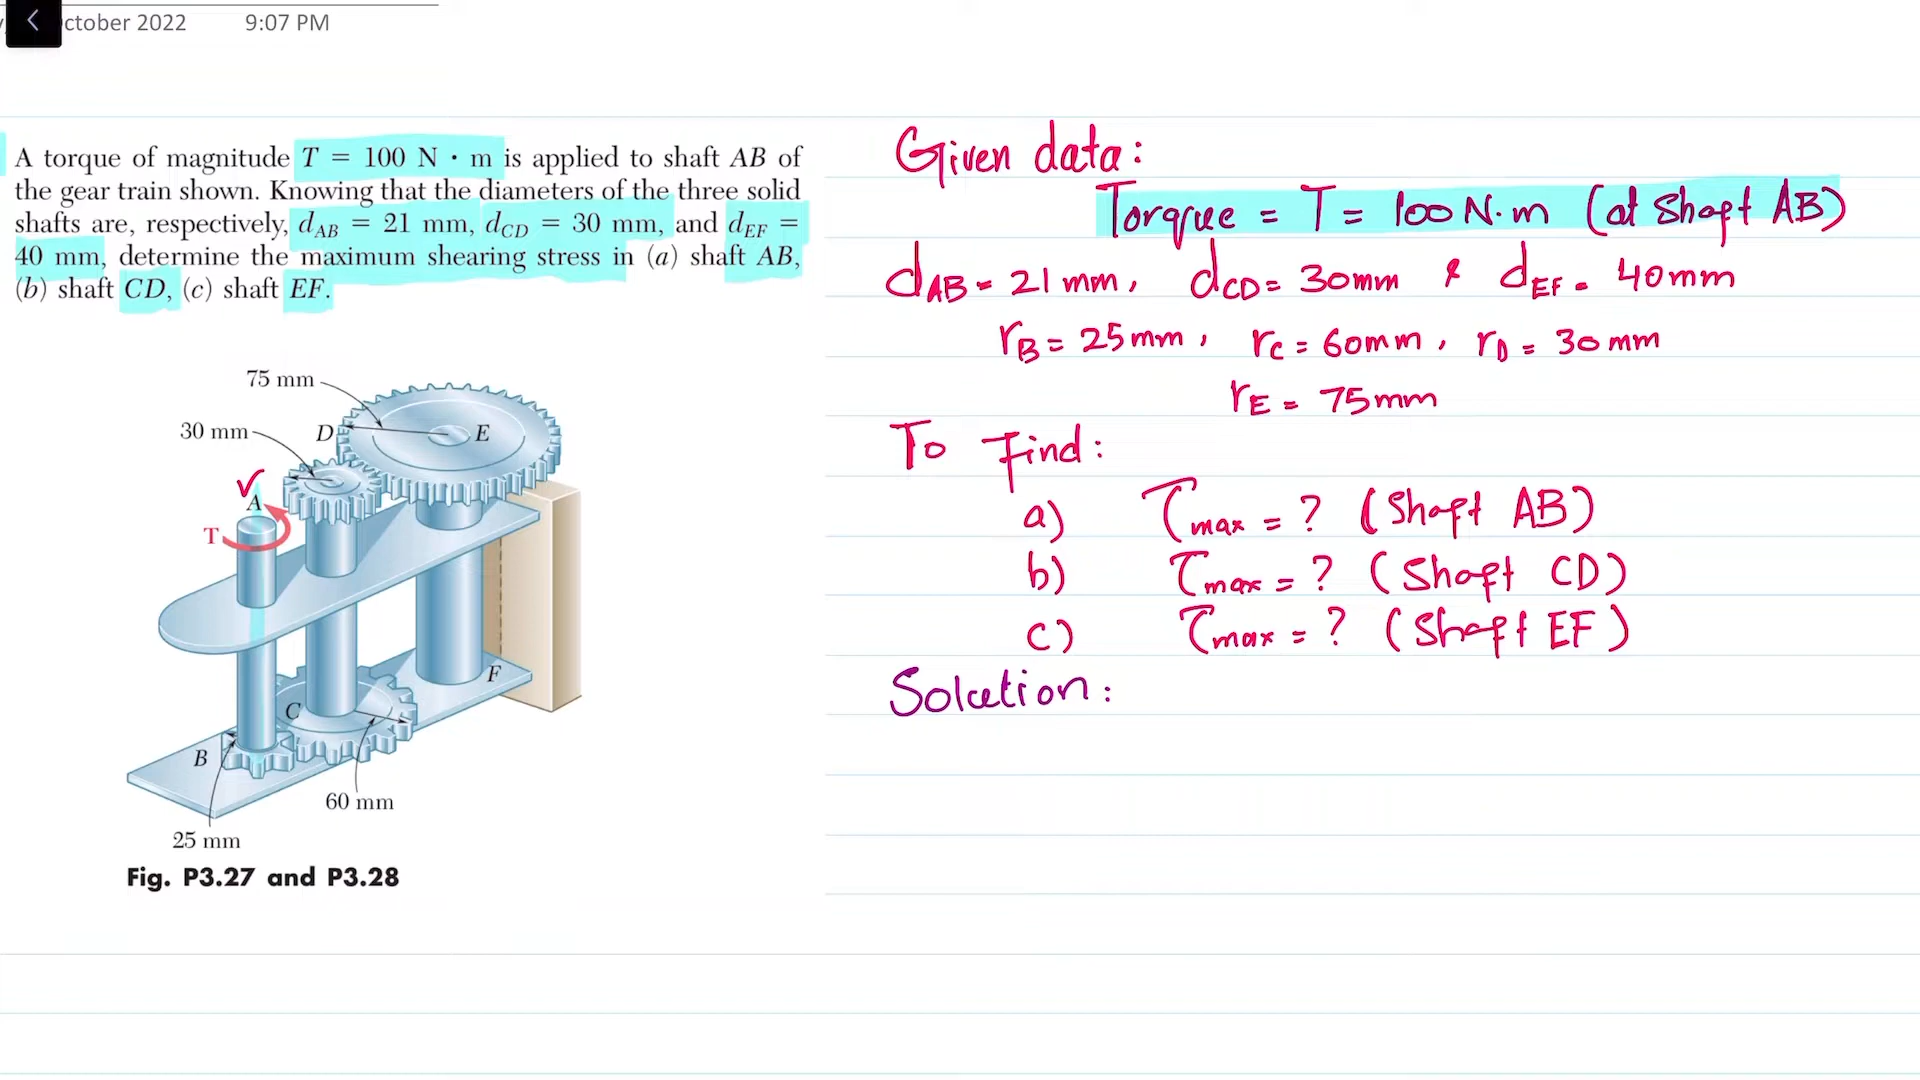 ctober 2022 9:07 PM
A torque of magnitude T = 100 N · m is applied to shaft AB of
the gear train shown. Knowing that the diameters of the three solid
shafts are, respectively, dAB = 21 mm, dCD = 30 mm, and dEF =
40 mm, determine the maximum shearing stress in (a) shaft AB,
(b) shaft CD, (c) shaft EF.
75 mm
30 mm
D
E
A
T
F
C
B
60 mm
25 mm
Fig. P3.27 and P3.28
Given data:
Torque = T = 100 N·m (at Shaft AB)
dAB = 21 mm, dCD = 30mm & dEF = 40mm
rB = 25mm, rC = 60mm, rD = 30mm
rE = 75mm
To Find:
a) τmax = ? (Shaft AB)
b) τmax = ? (Shaft CD)
c) τmax = ? (Shaft EF)
Solution: